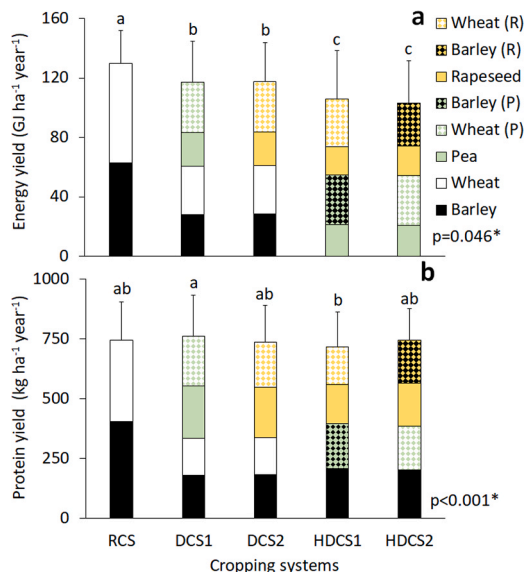 a
160
120
80
40
0
Energy yield (GJ ha⁻¹ year⁻¹)
a b b c c
p=0.046*
Wheat (R)
Barley (R)
Rapeseed
Barley (P)
Wheat (P)
Pea
Wheat
Barley
b
1000
750
500
250
0
Protein yield (kg ha⁻¹ year⁻¹)
ab a ab b ab
p<0.001*
RCS DCS1 DCS2 HDCS1 HDCS2
Cropping systems